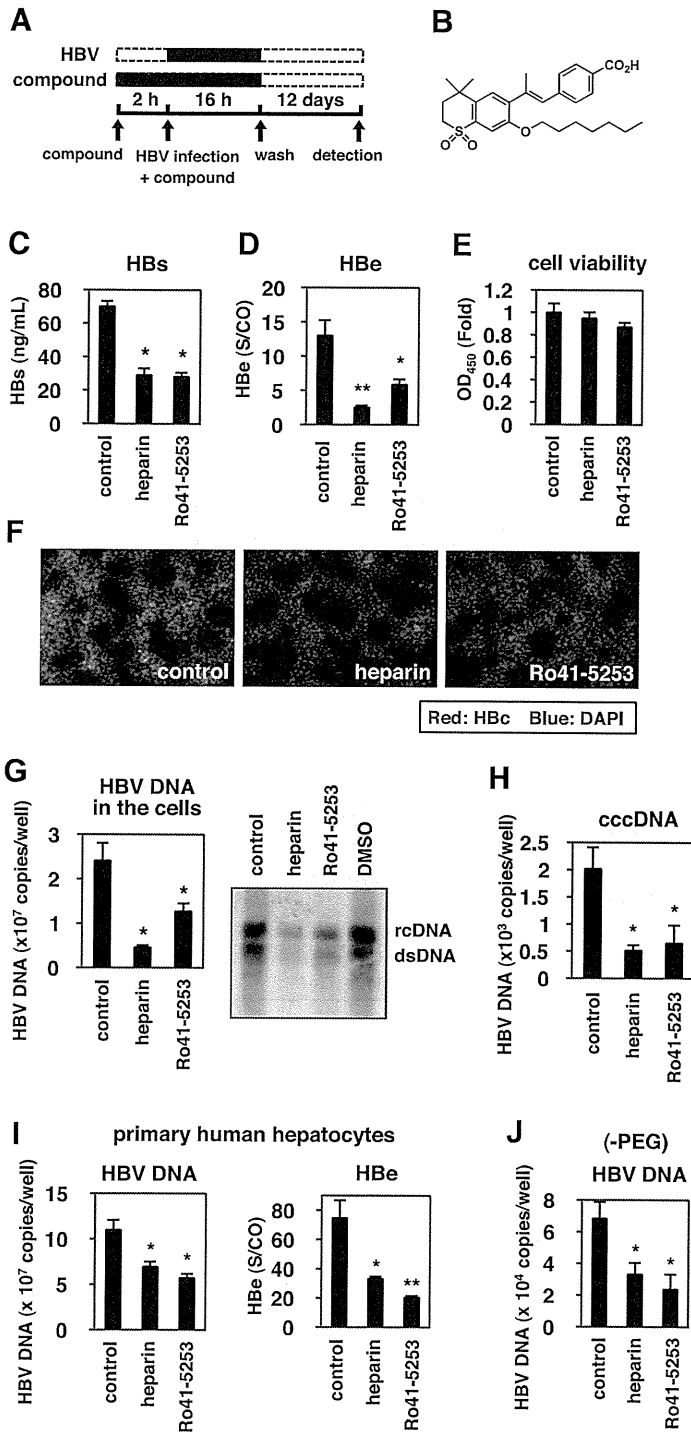 A
HBV
compound
2 h 16 h 12 days
compound HBV infection wash detection
+ compound
B
CO₂H
S
O O
O
C
HBs
HBs (ng/mL)
80
60
40
20
0
* *
control
heparin
Ro41-5253
D
HBe
HBe (S/CO)
20
15
10
5
0
** *
control
heparin
Ro41-5253
E
cell viability
OD₄₅₀ (Fold)
1.2
1
0.8
0.6
0.4
0.2
0
control
heparin
Ro41-5253
F
control
heparin
Ro41-5253
Red: HBc Blue: DAPI
G
HBV DNA
in the cells
HBV DNA (x10⁷ copies/well)
3
2
1
0
* *
control
heparin
Ro41-5253
control
heparin
Ro41-5253
DMSO
rcDNA
dsDNA
H
cccDNA
HBV DNA (x10³ copies/well)
2.5
2
1.5
1
0.5
0
* *
control
heparin
Ro41-5253
I
primary human hepatocytes
HBV DNA
HBV DNA (x 10⁷ copies/well)
15
10
5
0
* *
control
heparin
Ro41-5253
HBe
HBe (S/CO)
80
60
40
20
0
* **
control
heparin
Ro41-5253
J
(-PEG)
HBV DNA
HBV DNA (x 10⁴ copies/well)
8
6
4
2
0
* *
control
heparin
Ro41-5253